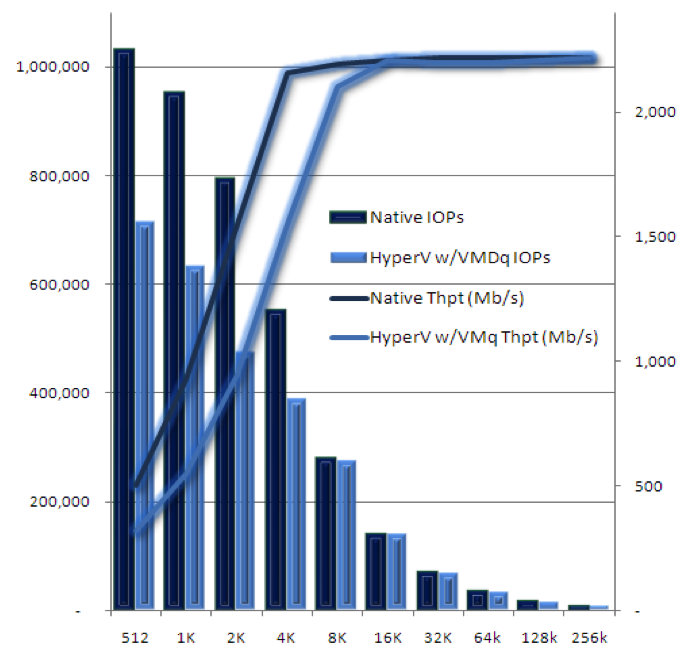 1,000,000
800,000
600,000
400,000
200,000
-
2,000
1,500
1,000
500
-
Native IOPs
HyperV w/VMDq IOPs
Native Thpt (Mb/s)
HyperV w/VMq Thpt (Mb/s)
512 1K 2K 4K 8K 16K 32K 64k 128k 256k